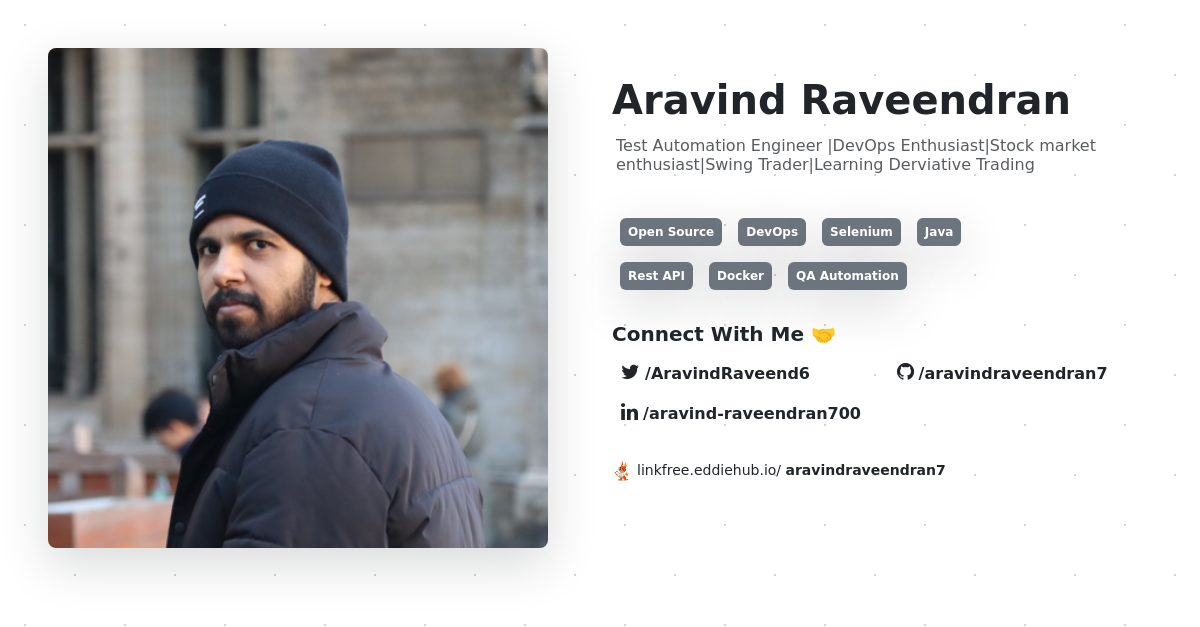 Aravind Raveendran
Test Automation Engineer |DevOps Enthusiast|Stock market
enthusiast|Swing Trader|Learning Derviative Trading
Open Source DevOps Selenium Java
Rest API Docker QA Automation
Connect With Me 🤝
/AravindRaveend6 /aravindraveendran7
/aravind-raveendran700
linkfree.eddiehub.io/ aravindraveendran7